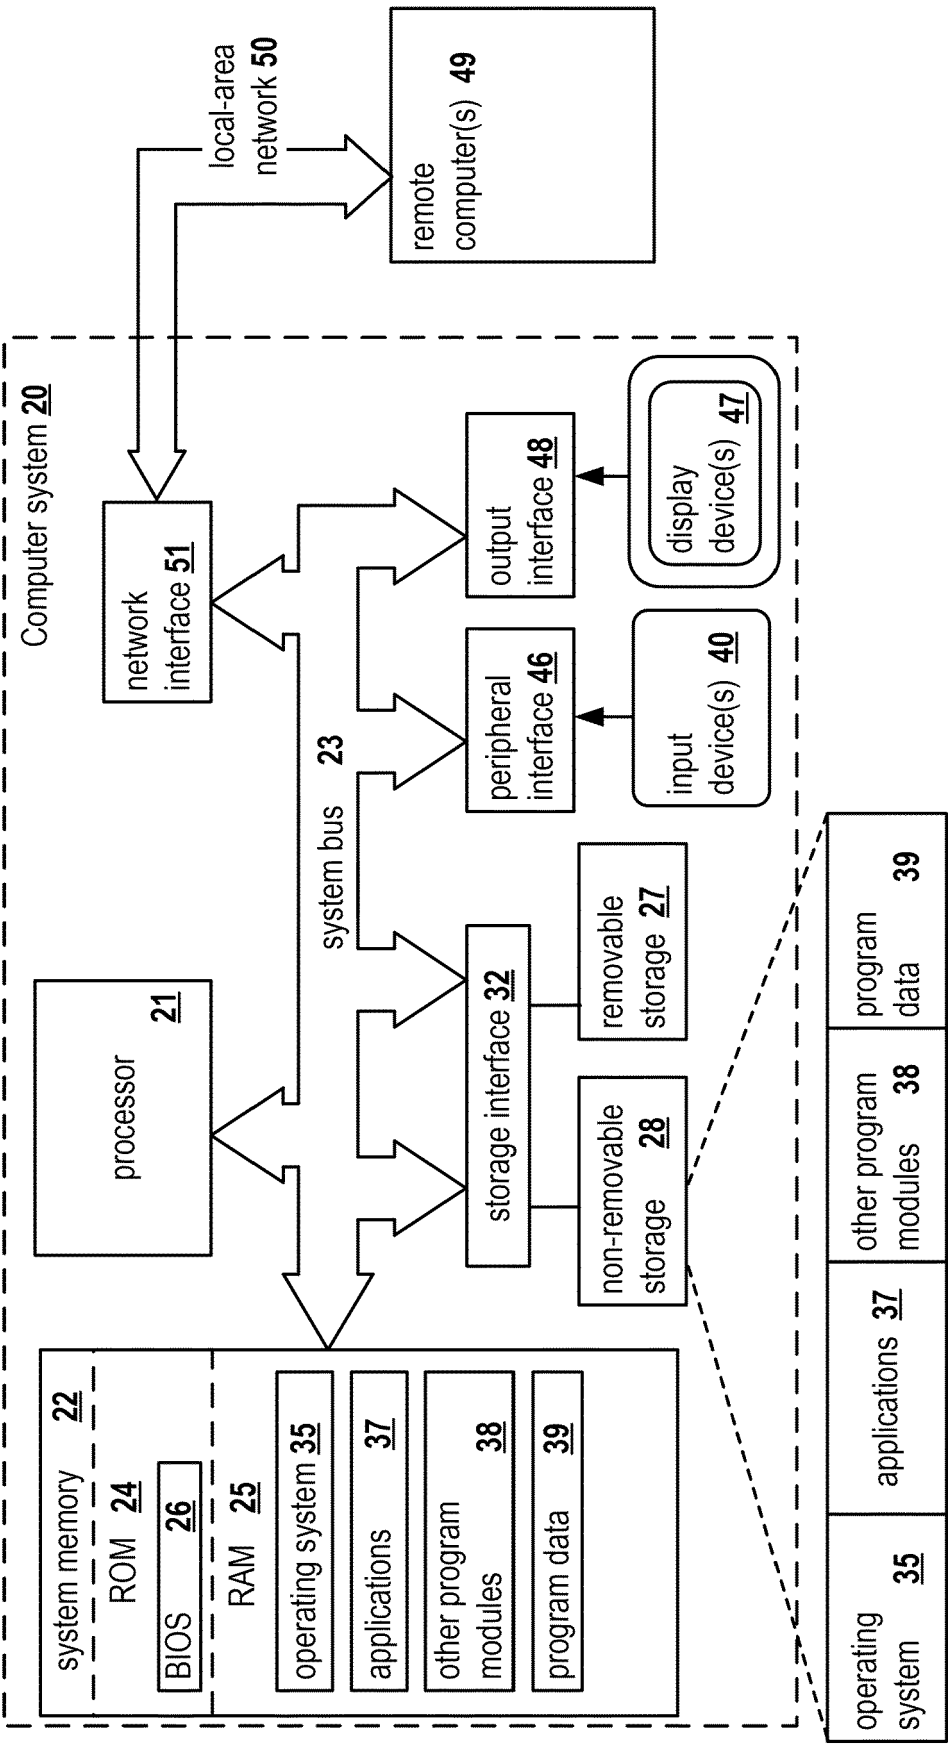 Computer system 20
system memory 22
ROM 24
BIOS 26
RAM 25
operating system 35
applications 37
other program
modules 38
program data 39
processor 21
network
interface 51
local-area
network 50
system bus 23
storage interface 32
peripheral
interface 46
output
interface 48
remote
computer(s) 49
non-removable
storage 28
removable
storage 27
input
device(s) 40
display
device(s) 47
operating
system 35
applications 37
other program
modules 38
program
data 39